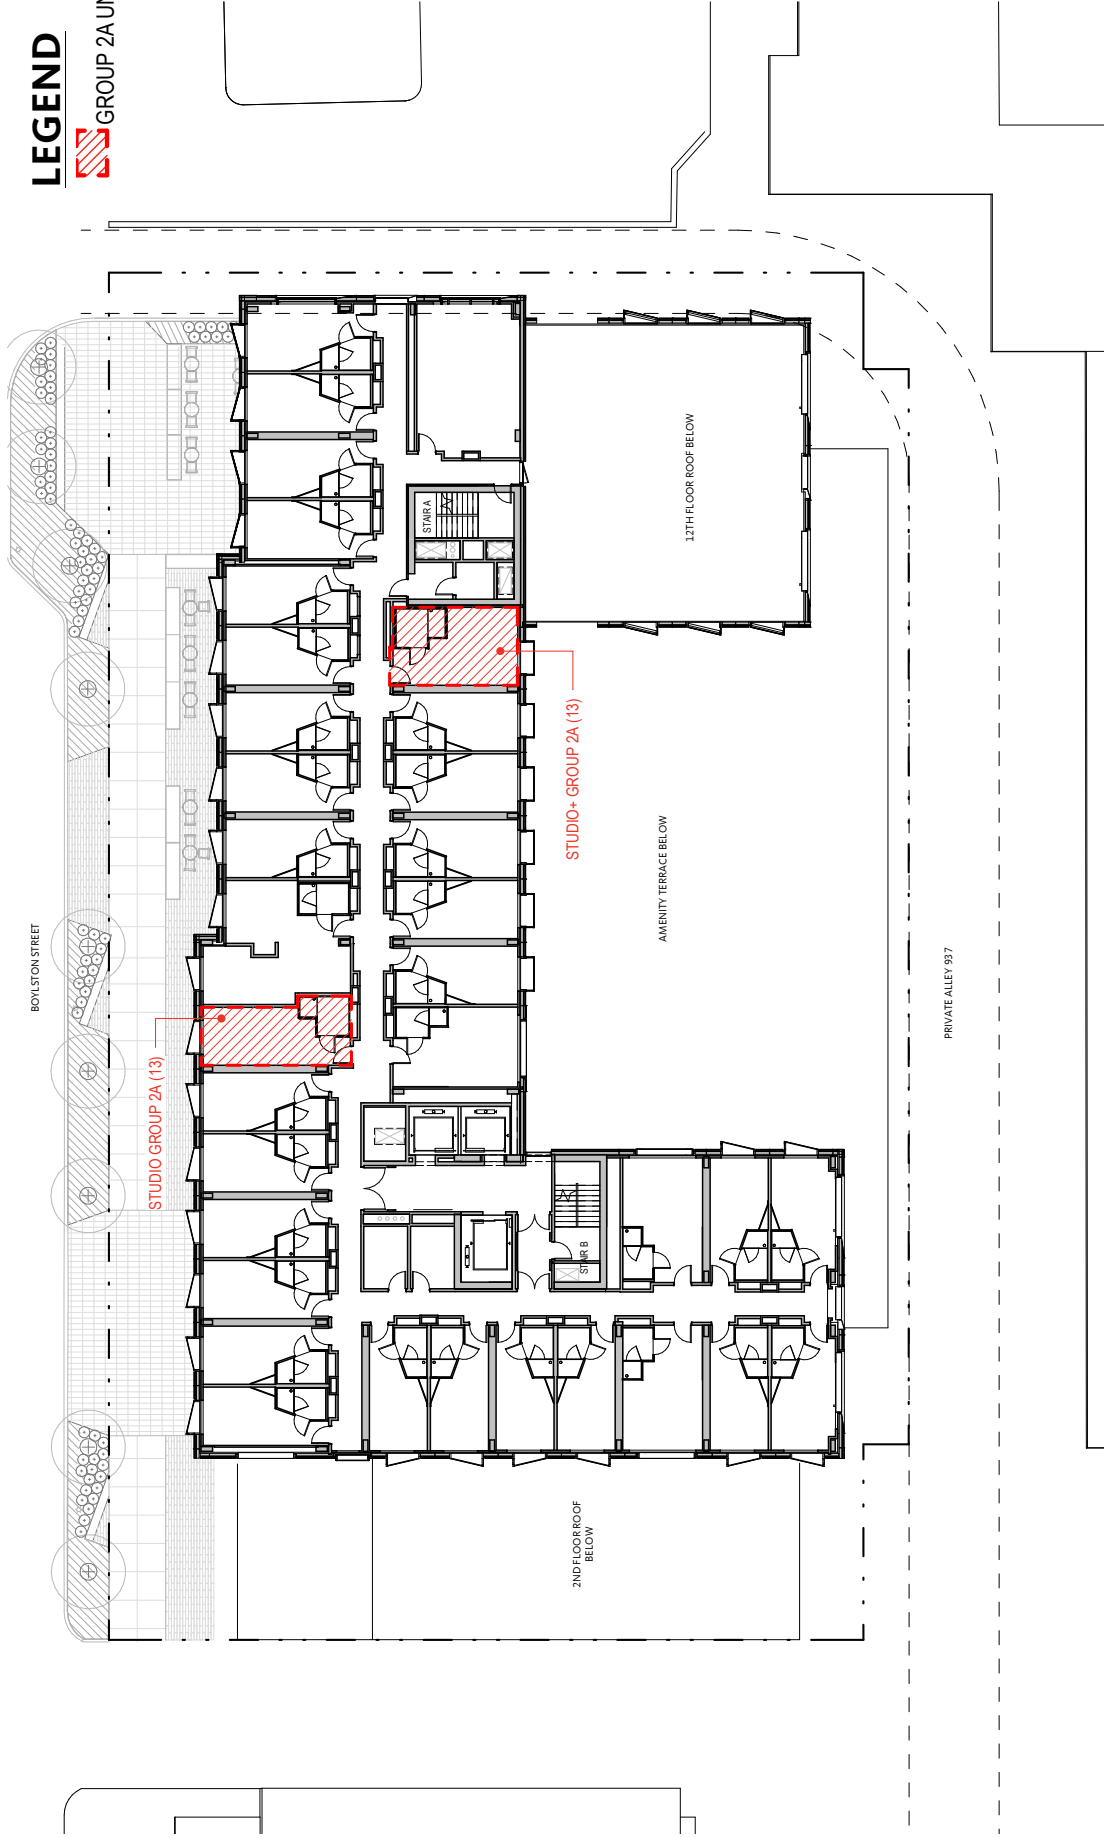 LEGEND
GROUP 2A UN
BOYLSTON STREET
STUDIO GROUP 2A (13)
STAIR A
STUDIO+ GROUP 2A (13)
STAIR B
12TH FLOOR ROOF BELOW
AMENITY TERRACE BELOW
2ND FLOOR ROOF
BELOW
PRIVATE ALLEY 937